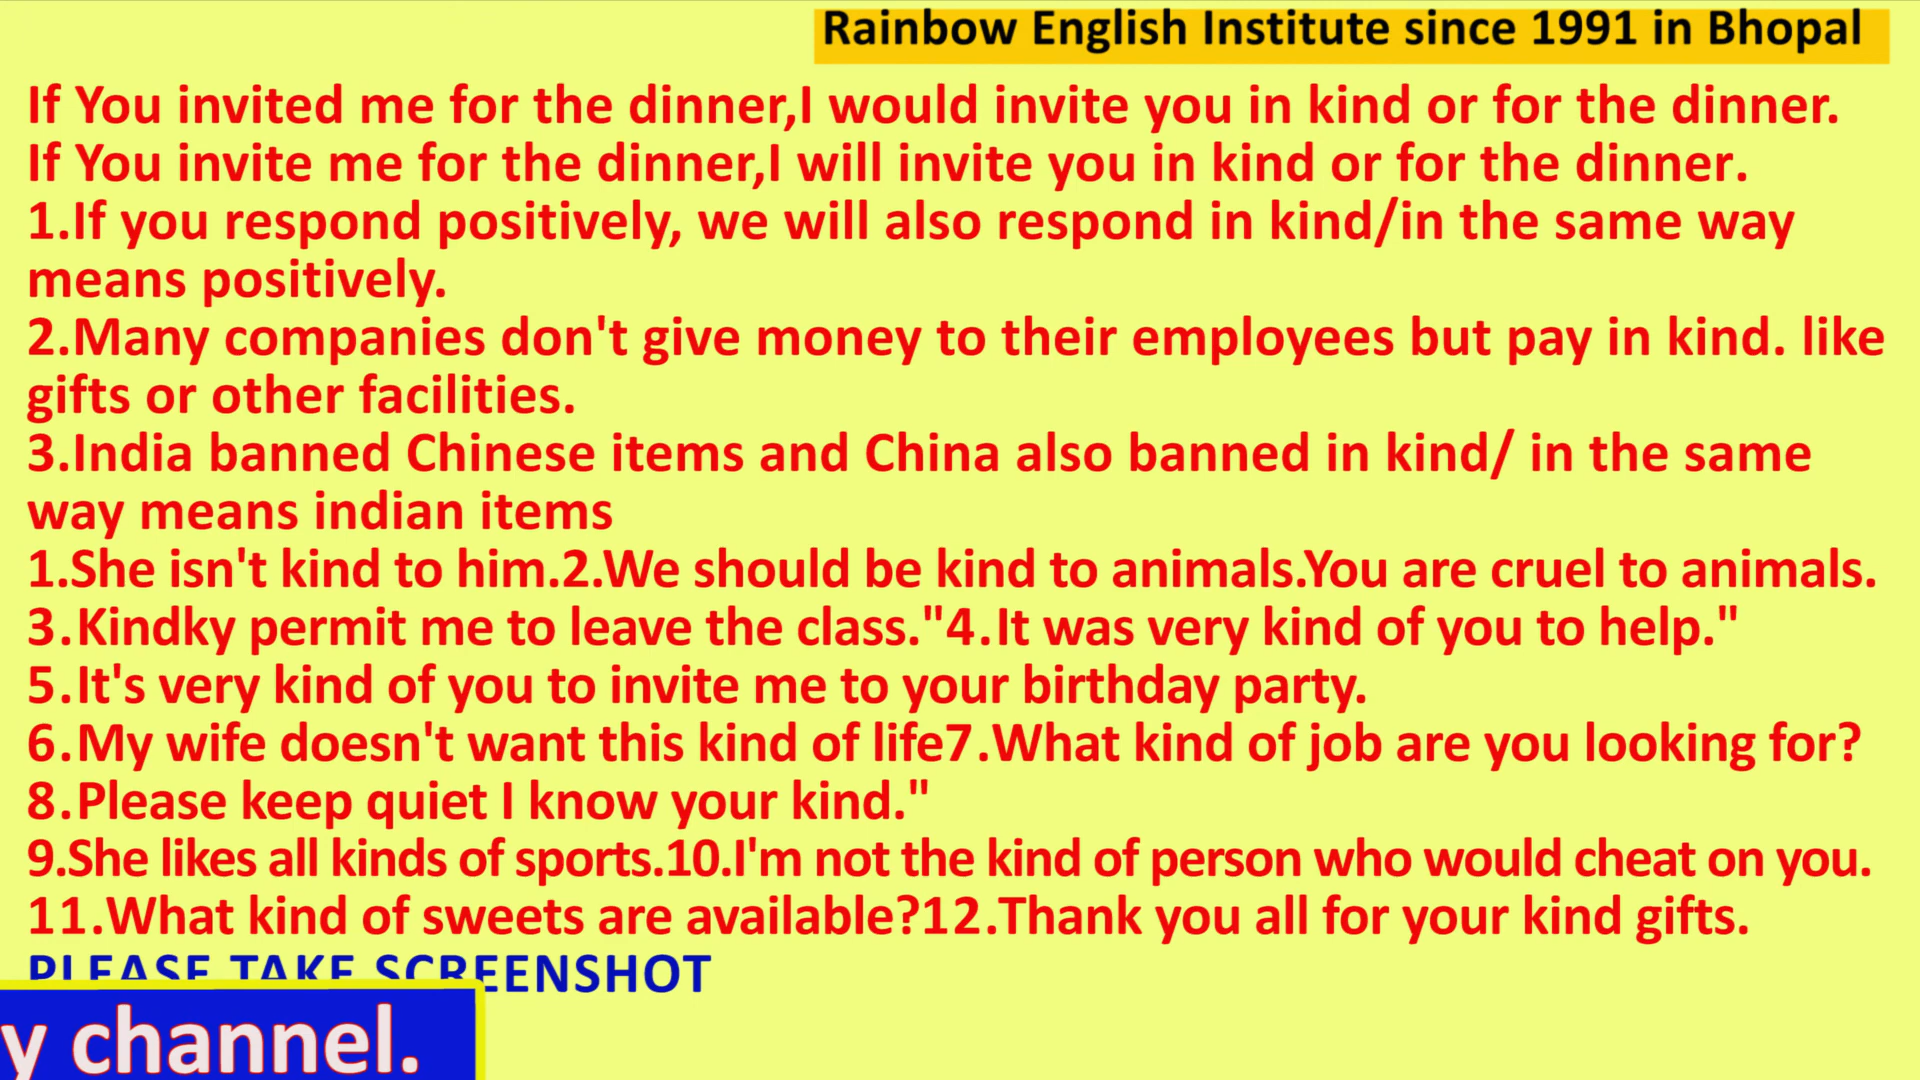 Rainbow English Institute since 1991 in Bhopal
If You invited me for the dinner,I would invite you in kind or for the dinner.
If You invite me for the dinner,I will invite you in kind or for the dinner.
1.If you respond positively, we will also respond in kind/in the same way
means positively.
2.Many companies don't give money to their employees but pay in kind. like
gifts or other facilities.
3.India banned Chinese items and China also banned in kind/ in the same
way means indian items
1.She isn't kind to him.2.We should be kind to animals.You are cruel to animals.
3.Kindky permit me to leave the class."4.It was very kind of you to help."
5.It's very kind of you to invite me to your birthday party.
6.My wife doesn't want this kind of life7.What kind of job are you looking for?
8.Please keep quiet I know your kind."
9.She likes all kinds of sports.10.I'm not the kind of person who would cheat on you.
11.What kind of sweets are available?12.Thank you all for your kind gifts.
PLEASE TAKE SCREENSHOT
y channel.